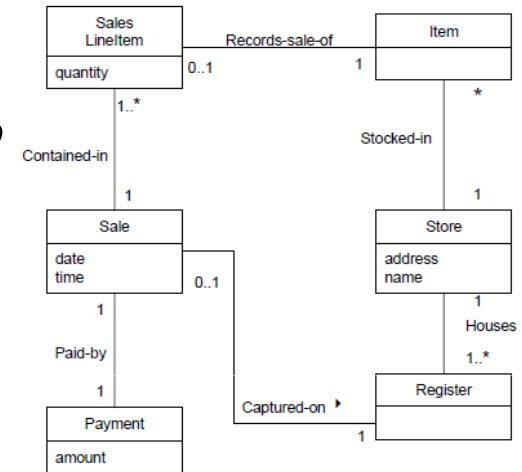 Sales
LineItem
quantity
Records-sale-of
0..1
1
Item
1..*
*
Contained-in
Stocked-in
1
1
Sale
date
time
0..1
Store
address
name
1
1
Houses
Paid-by
1..*
1
Captured-on
1
Register
Payment
amount